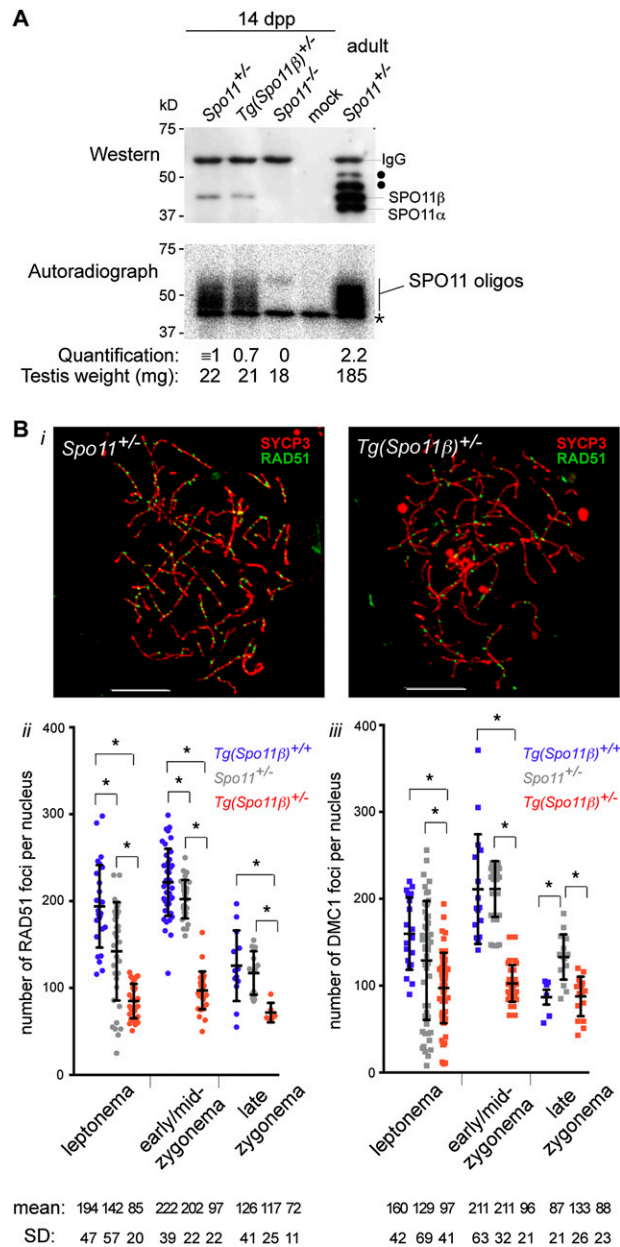 A
14 dpp
adult
Spo11+/- Tg(Spo11β)+/- Spo11-/- mock Spo11+/-
kD
75
Western
50
37
IgG
SPO11β
SPO11α
75
Autoradiograph
50
37
SPO11 oligos
*
Quantification: ≡1 0.7 0 2.2
Testis weight (mg): 22 21 18 185
B i
Spo11+/-
SYCP3
RAD51
Tg(Spo11β)+/-
SYCP3
RAD51
ii
number of RAD51 foci per nucleus
400
300
200
100
0
Tg(Spo11β)+/+
Spo11+/-
Tg(Spo11β)+/-
* * * * * * * *
leptonema
early/mid-zygonema
late zygonema
iii
number of DMC1 foci per nucleus
400
300
200
100
0
Tg(Spo11β)+/+
Spo11+/-
Tg(Spo11β)+/-
* * * * * *
leptonema
early/mid-zygonema
late zygonema
mean: 194 142 85 222 202 97 126 117 72 160 129 97 211 211 96 87 133 88
SD: 47 57 20 39 22 22 41 25 11 42 69 41 63 32 21 21 26 23